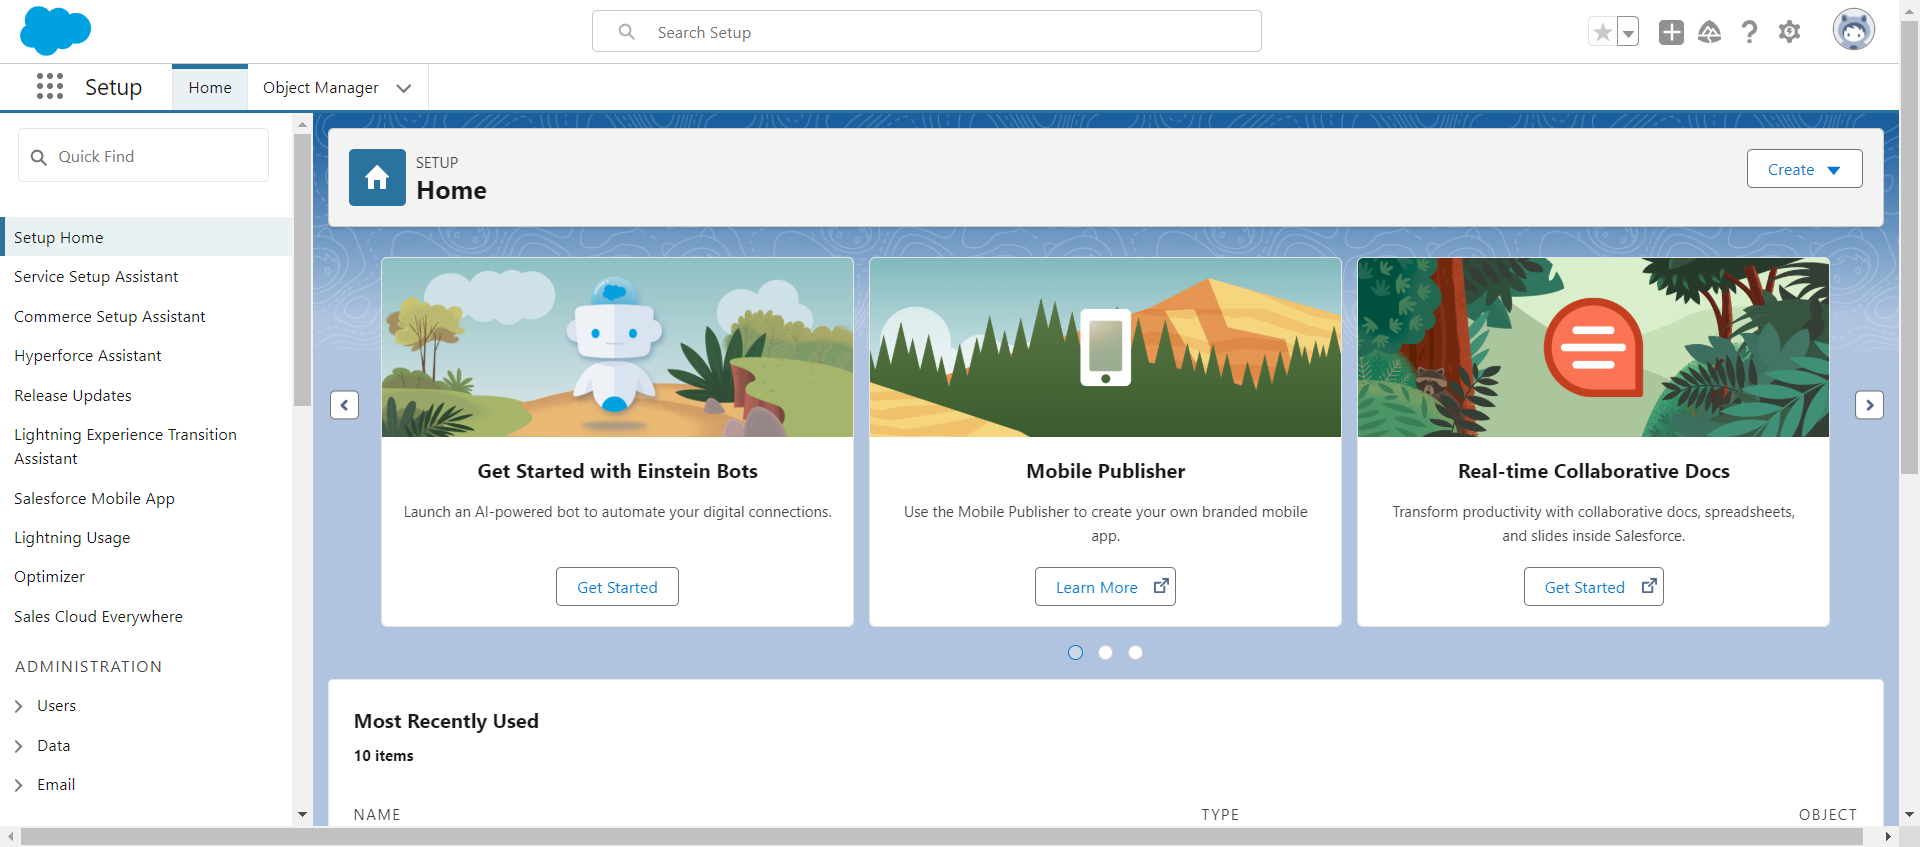 Search Setup
Setup
Home
Object Manager
Quick Find
Setup Home
Service Setup Assistant
Commerce Setup Assistant
Hyperforce Assistant
Release Updates
Lightning Experience Transition
Assistant
Salesforce Mobile App
Lightning Usage
Optimizer
Sales Cloud Everywhere
ADMINISTRATION
Users
Data
Email
SETUP
Home
Create
Get Started with Einstein Bots
Launch an AI-powered bot to automate your digital connections.
Get Started
Mobile Publisher
Use the Mobile Publisher to create your own branded mobile
app.
Learn More
Real-time Collaborative Docs
Transform productivity with collaborative docs, spreadsheets,
and slides inside Salesforce.
Get Started
Most Recently Used
10 items
NAME
TYPE
OBJECT